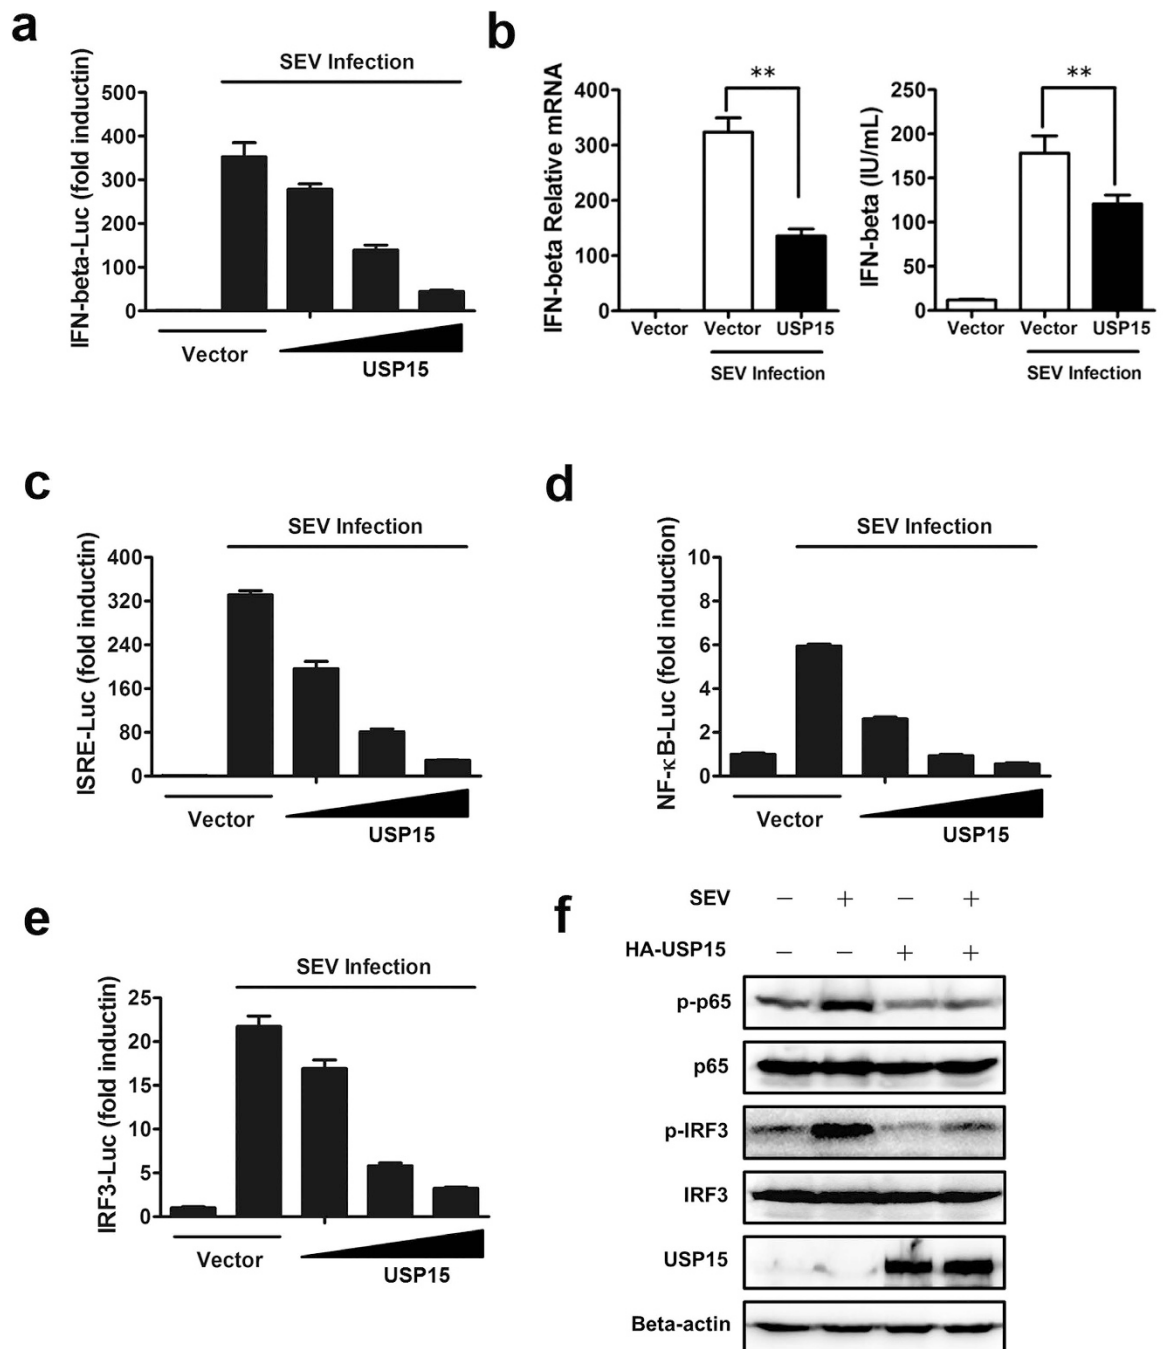 a
SEV Infection
IFN-beta-Luc (fold inductin)
500
400
300
200
100
0
Vector
USP15
b
**
IFN-beta Relative mRNA
400
300
200
100
0
Vector Vector USP15
SEV Infection
**
IFN-beta (IU/mL)
250
200
150
100
50
0
Vector Vector USP15
SEV Infection
c
SEV Infection
ISRE-Luc (fold inductin)
400
320
240
160
80
0
Vector
USP15
d
SEV Infection
NF-κB-Luc (fold induction)
10
8
6
4
2
0
Vector
USP15
e
SEV Infection
IRF3-Luc (fold inductin)
25
20
15
10
5
0
Vector
USP15
f
SEV − + − +
HA-USP15 − − + +
p-p65
p65
p-IRF3
IRF3
USP15
Beta-actin